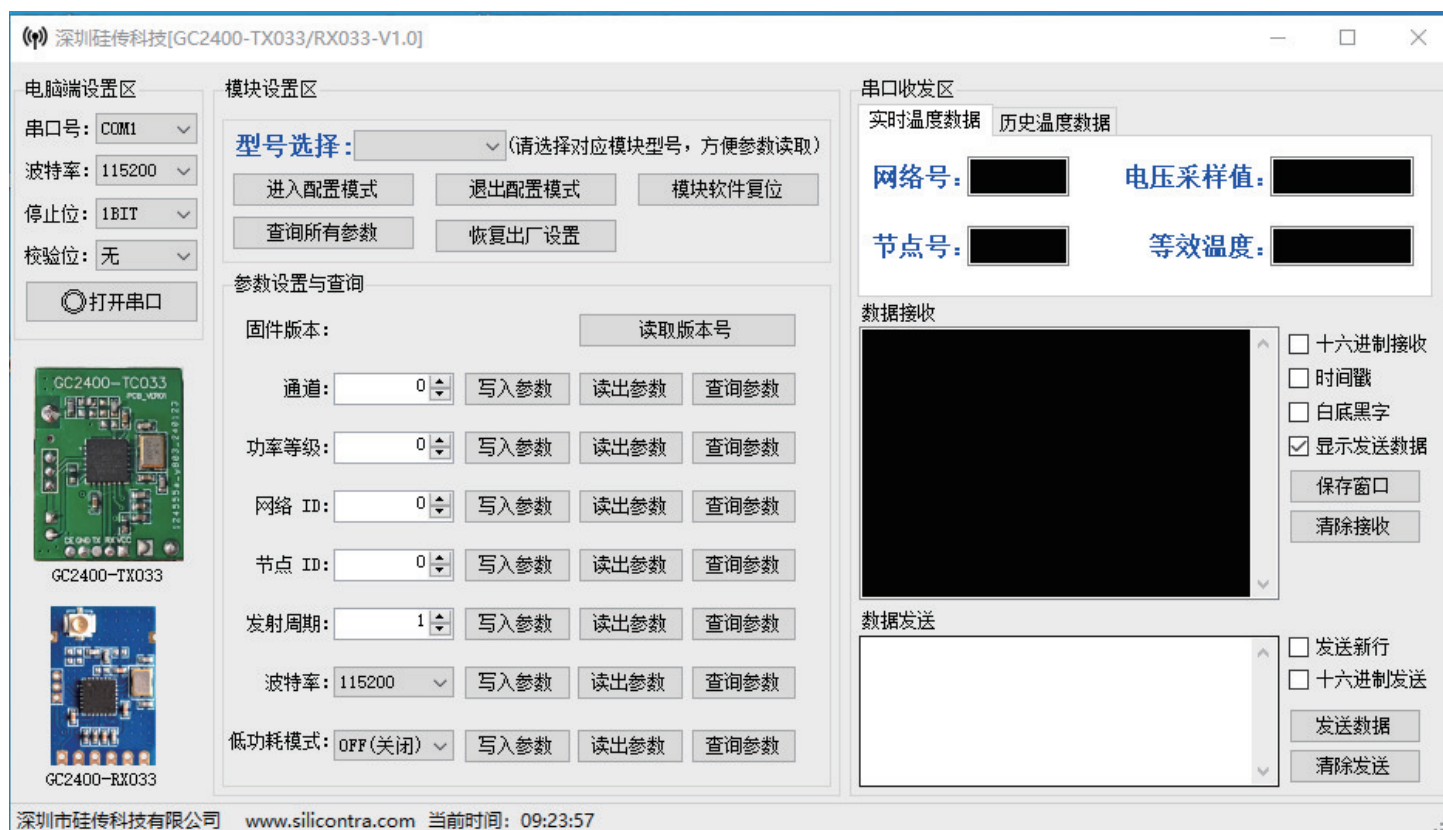 深圳硅传科技[GC2400-TX033/RX033-V1.0]
电脑端设置区
串口号: COM1
波特率: 115200
停止位: 1BIT
校验位: 无
打开串口
GC2400-TC033
PCB_VER01
124555a_y803_240123
CE GND TX RX VCC
GC2400-TX033
GC2400-RX033
模块设置区
型号选择: (请选择对应模块型号，方便参数读取)
进入配置模式 退出配置模式 模块软件复位
查询所有参数 恢复出厂设置
参数设置与查询
固件版本: 读取版本号
通道: 0 写入参数 读出参数 查询参数
功率等级: 0 写入参数 读出参数 查询参数
网络 ID: 0 写入参数 读出参数 查询参数
节点 ID: 0 写入参数 读出参数 查询参数
发射周期: 1 写入参数 读出参数 查询参数
波特率: 115200 写入参数 读出参数 查询参数
低功耗模式: OFF(关闭) 写入参数 读出参数 查询参数
串口收发区
实时温度数据 历史温度数据
网络号: 电压采样值:
节点号: 等效温度:
数据接收
十六进制接收
时间戳
白底黑字
显示发送数据
保存窗口
清除接收
数据发送
发送新行
十六进制发送
发送数据
清除发送
深圳市硅传科技有限公司 www.silicontra.com 当前时间: 09:23:57